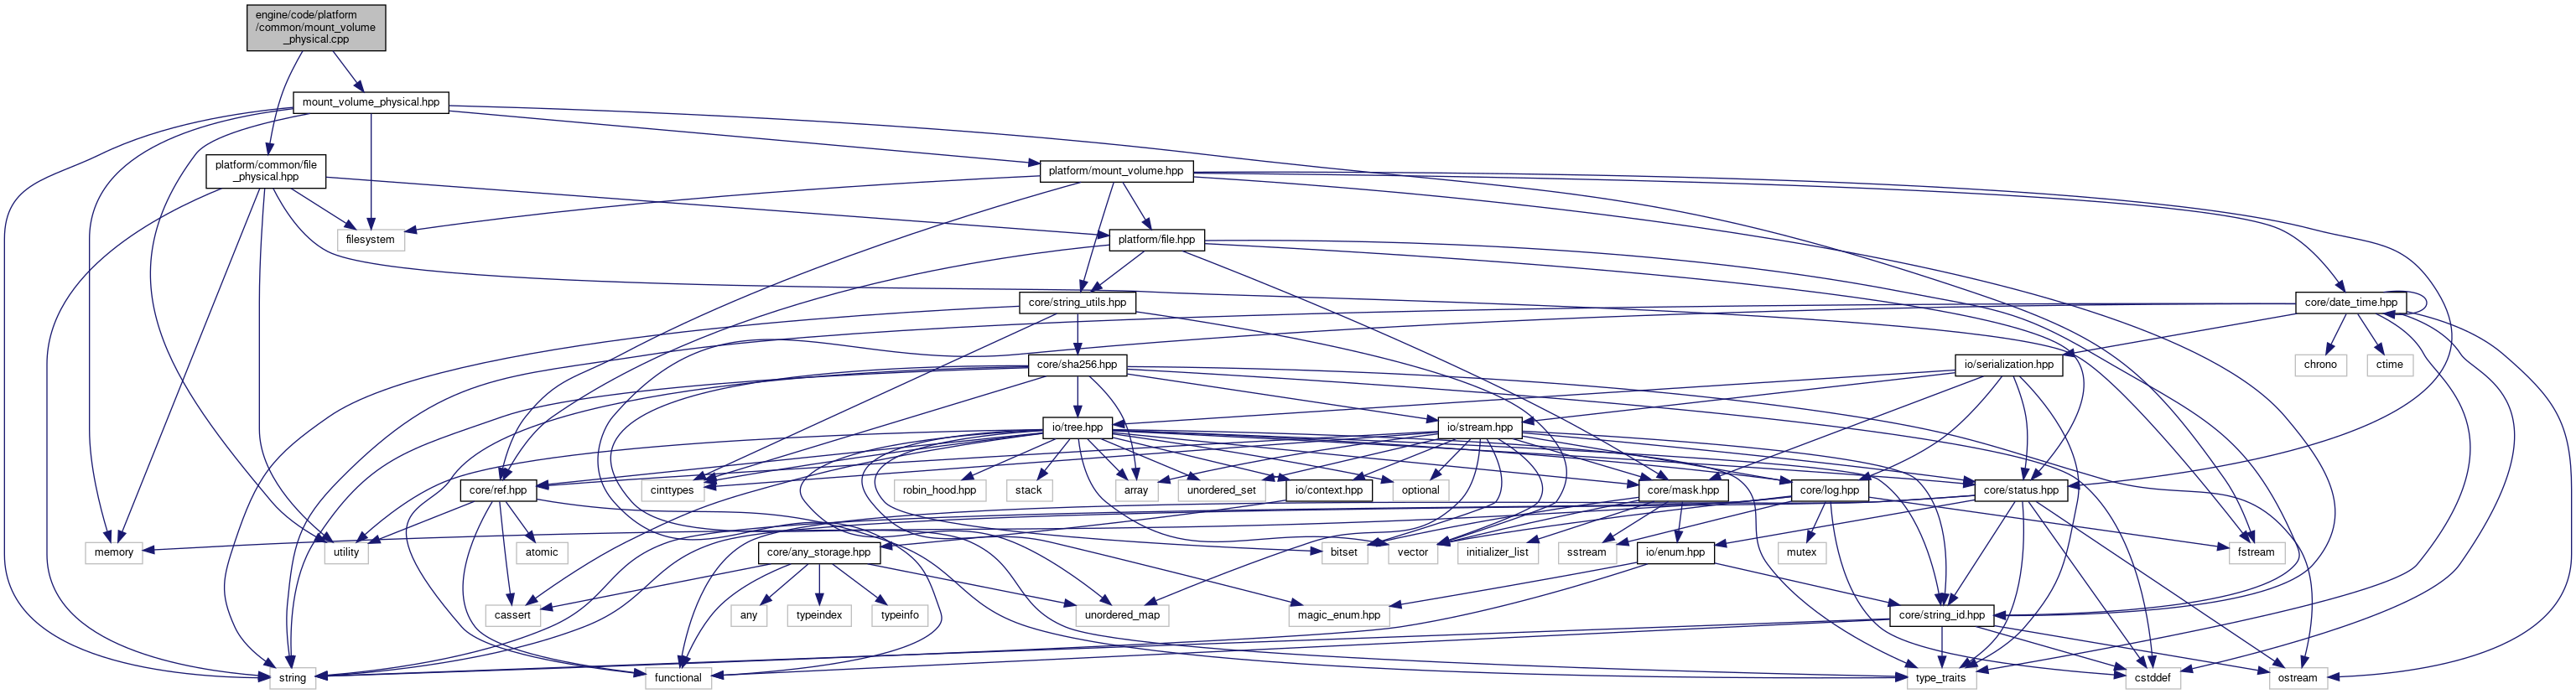 engine/code/platform
/common/mount_volume
_physical.cpp
mount_volume_physical.hpp
platform/common/file
_physical.hpp
platform/mount_volume.hpp
filesystem
platform/file.hpp
core/string_utils.hpp
core/date_time.hpp
core/sha256.hpp
io/serialization.hpp
chrono
ctime
io/tree.hpp
io/stream.hpp
core/ref.hpp
cinttypes
robin_hood.hpp
stack
array
unordered_set
io/context.hpp
optional
core/mask.hpp
core/log.hpp
core/status.hpp
memory
utility
atomic
core/any_storage.hpp
bitset
vector
initializer_list
sstream
io/enum.hpp
mutex
fstream
cassert
any
typeindex
typeinfo
unordered_map
magic_enum.hpp
core/string_id.hpp
string
functional
type_traits
cstddef
ostream